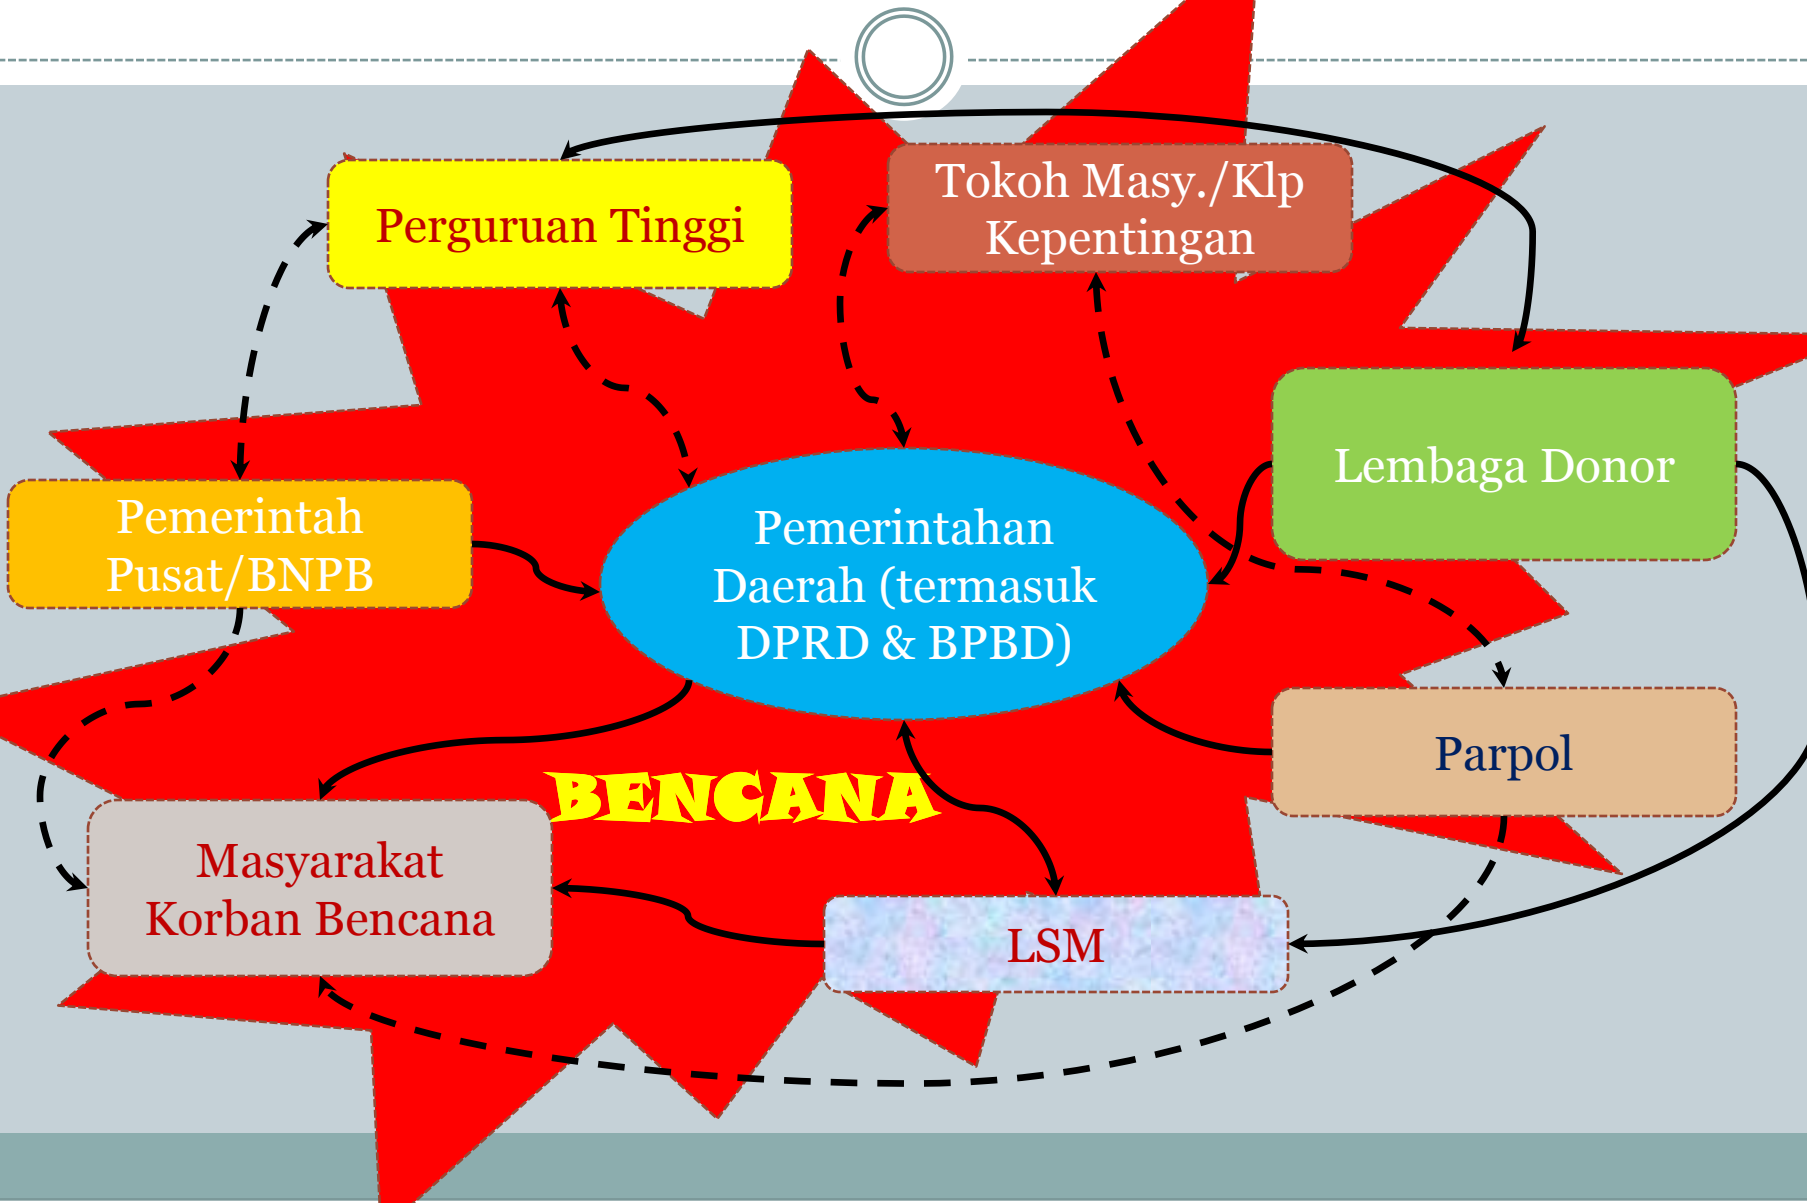 Perguruan Tinggi
Tokoh Masy./Klp
Kepentingan
Lembaga Donor
Pemerintah
Pusat/BNPB
Pemerintahan
Daerah (termasuk
DPRD & BPBD)
Parpol
BENCANA
Masyarakat
Korban Bencana
LSM